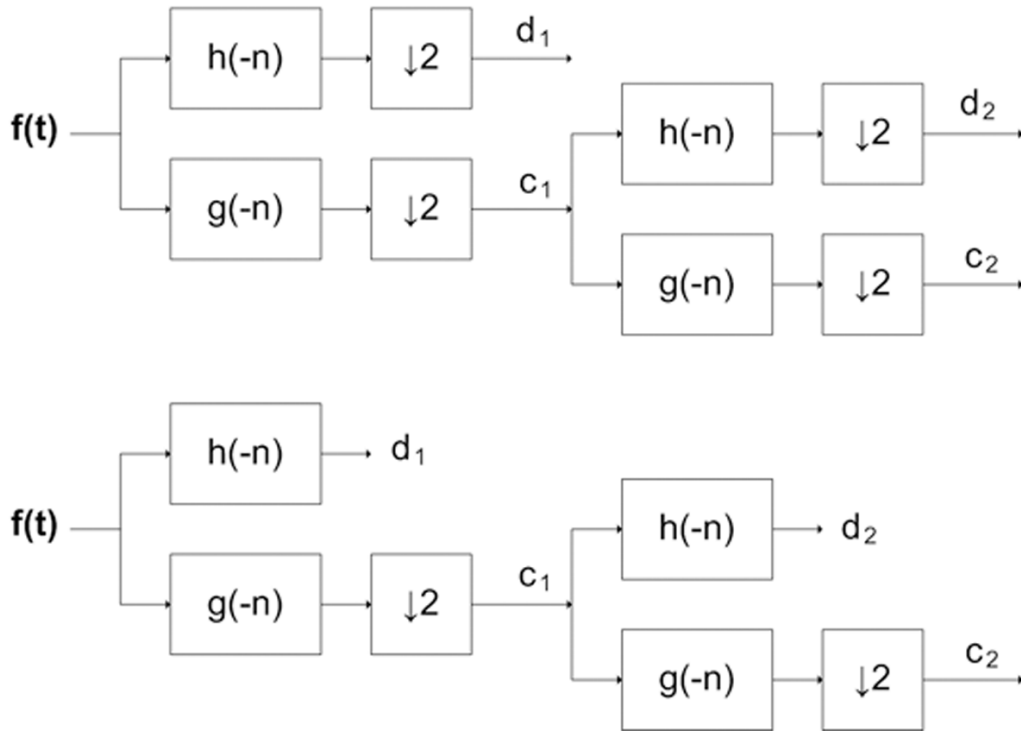 h(-n) ↓2 d₁
f(t)
g(-n) ↓2 c₁
h(-n) ↓2 d₂
g(-n) ↓2 c₂
h(-n) d₁
f(t)
g(-n) ↓2 c₁
h(-n) d₂
g(-n) ↓2 c₂